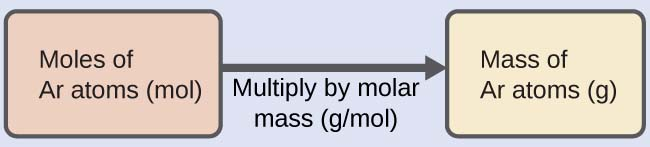 Moles of
Ar atoms (mol)
Multiply by molar
mass (g/mol)
Mass of
Ar atoms (g)